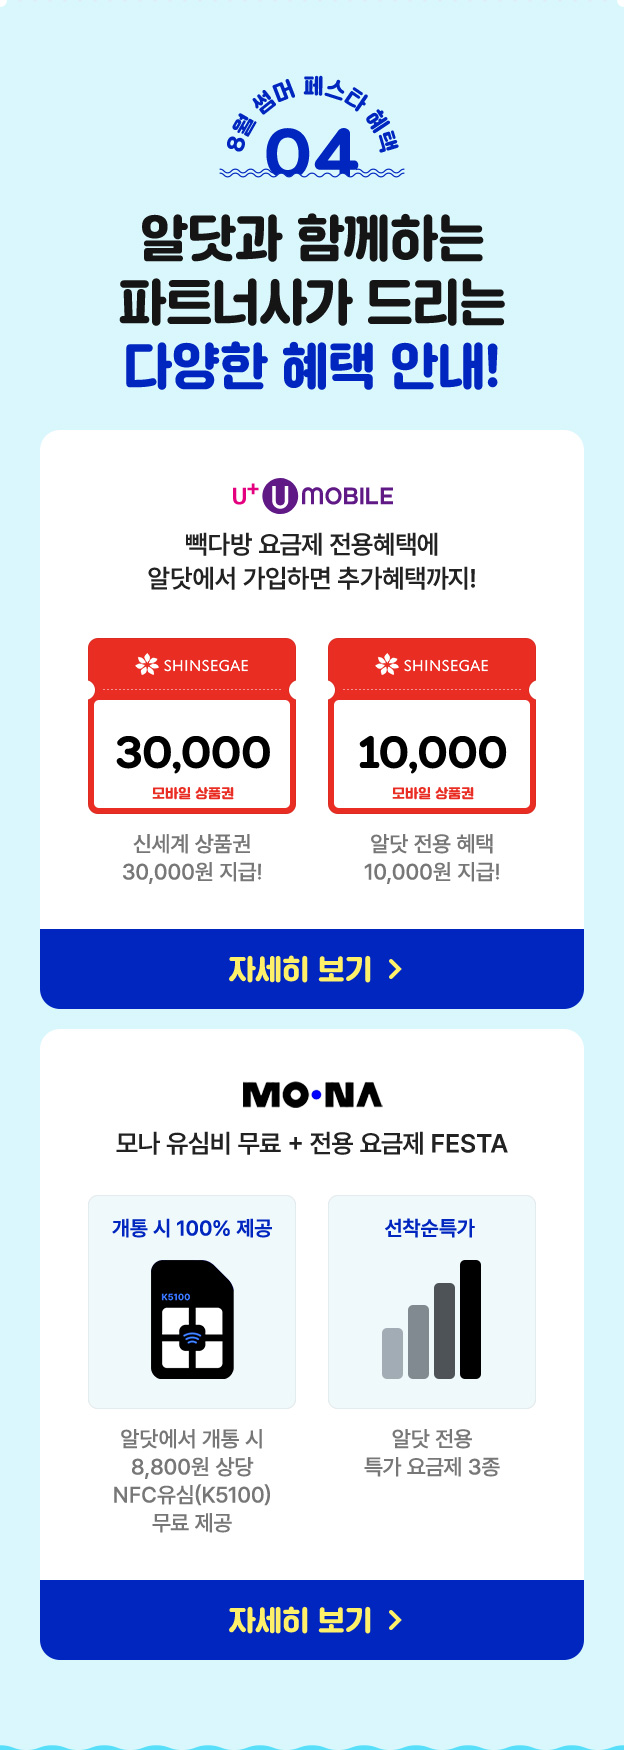 8월 썸머 페스타 혜택
04
알닷과 함께하는
파트너사가 드리는
다양한 혜택 안내!
U+ U MOBILE
빽다방 요금제 전용혜택에
알닷에서 가입하면 추가혜택까지!
SHINSEGAE
30,000
모바일 상품권
신세계 상품권
30,000원 지급!
SHINSEGAE
10,000
모바일 상품권
알닷 전용 혜택
10,000원 지급!
자세히 보기 >
MO•NA
모나 유심비 무료 + 전용 요금제 FESTA
개통 시 100% 제공
K5100
알닷에서 개통 시
8,800원 상당
NFC유심(K5100)
무료 제공
선착순특가
알닷 전용
특가 요금제 3종
자세히 보기 >